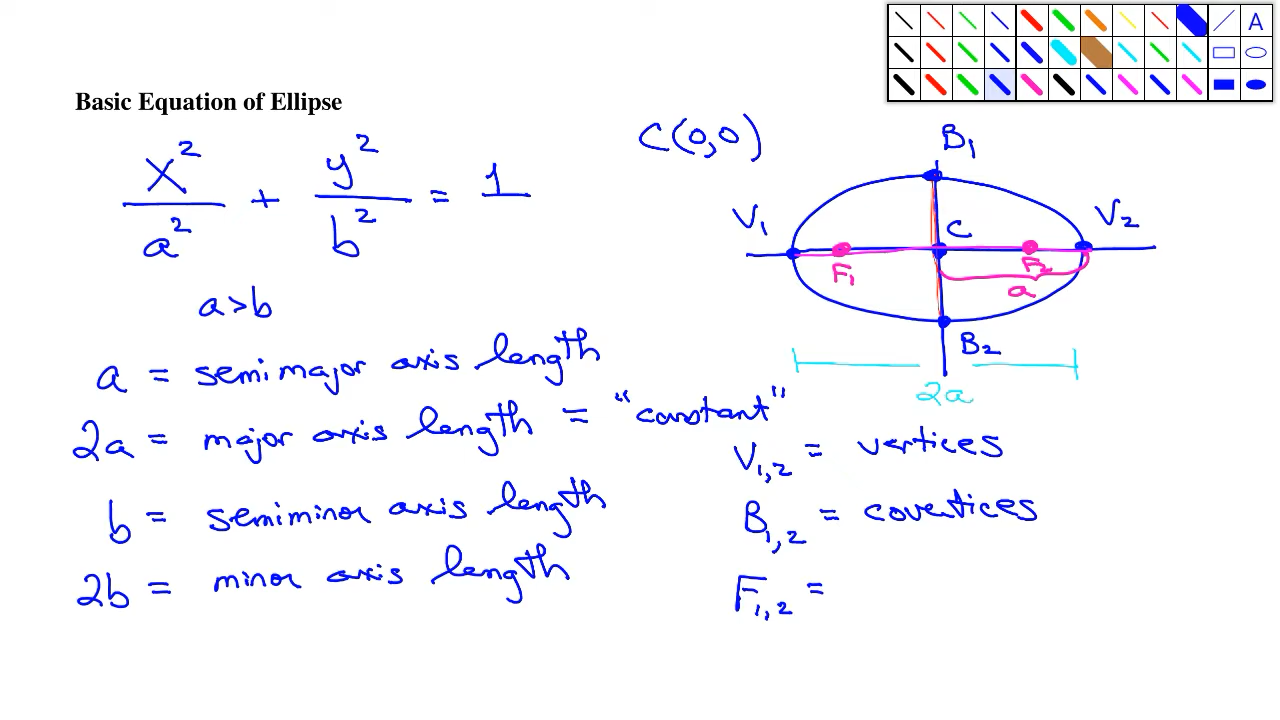 A
Basic Equation of Ellipse
x²/a² + y²/b² = 1
C(0,0)
B₁
V₁
V₂
C
F₁
F₂
a
B₂
2a
a>b
a = semimajor axis length
2a = major axis length = "constant"
b = semiminor axis length
2b = minor axis length
V₁,₂ = vertices
B₁,₂ = covertices
F₁,₂ =